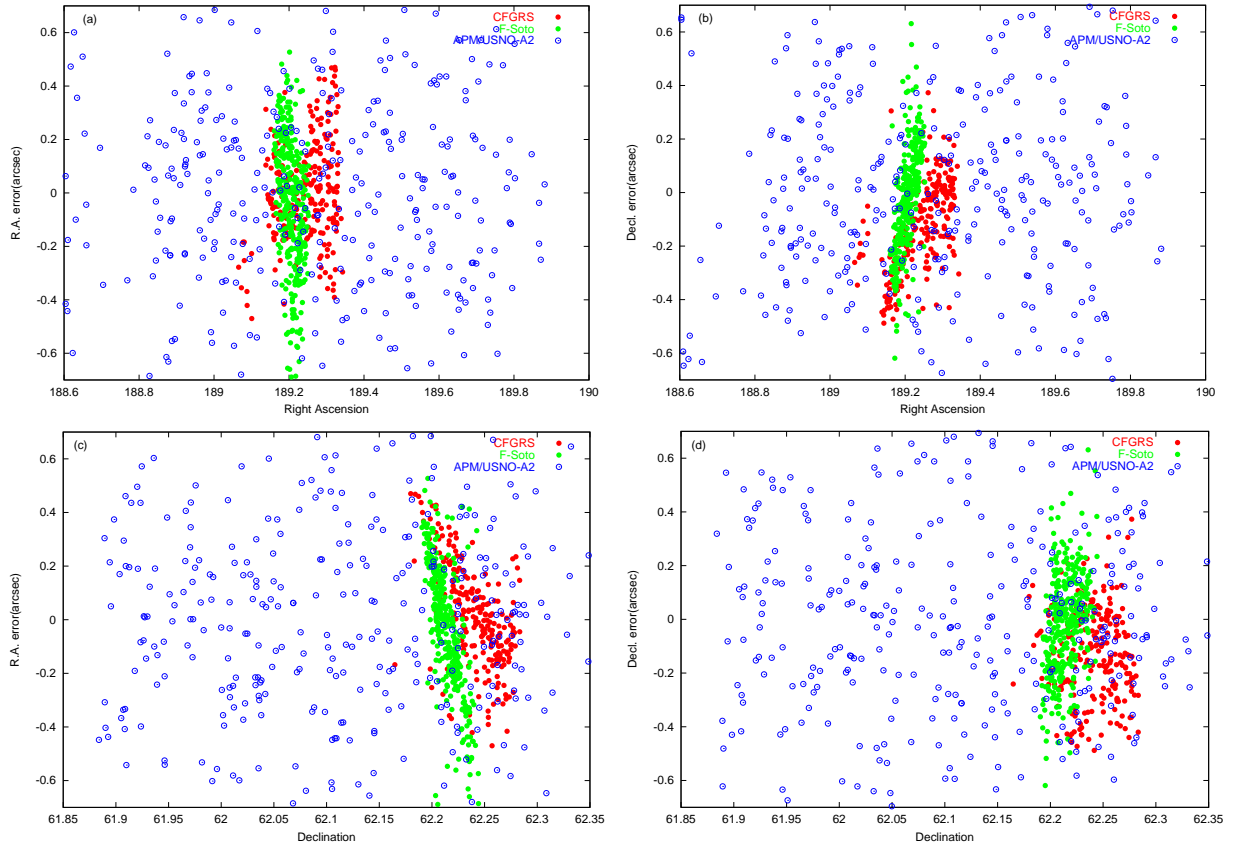 (a)
CFGRS
F-Soto
APM/USNO-A2
R.A. error(arcsec)
0.6
0.4
0.2
0
-0.2
-0.4
-0.6
188.6 188.8 189 189.2 189.4 189.6 189.8 190
Right Ascension
(b)
CFGRS
F-Soto
APM/USNO-A2
Decl. error(arcsec)
0.6
0.4
0.2
0
-0.2
-0.4
-0.6
188.6 188.8 189 189.2 189.4 189.6 189.8 190
Right Ascension
(c)
CFGRS
F-Soto
APM/USNO-A2
R.A. error(arcsec)
0.6
0.4
0.2
0
-0.2
-0.4
-0.6
61.85 61.9 61.95 62 62.05 62.1 62.15 62.2 62.25 62.3 62.35
Declination
(d)
CFGRS
F-Soto
APM/USNO-A2
Decl. error(arcsec)
0.6
0.4
0.2
0
-0.2
-0.4
-0.6
61.85 61.9 61.95 62 62.05 62.1 62.15 62.2 62.25 62.3 62.35
Declination